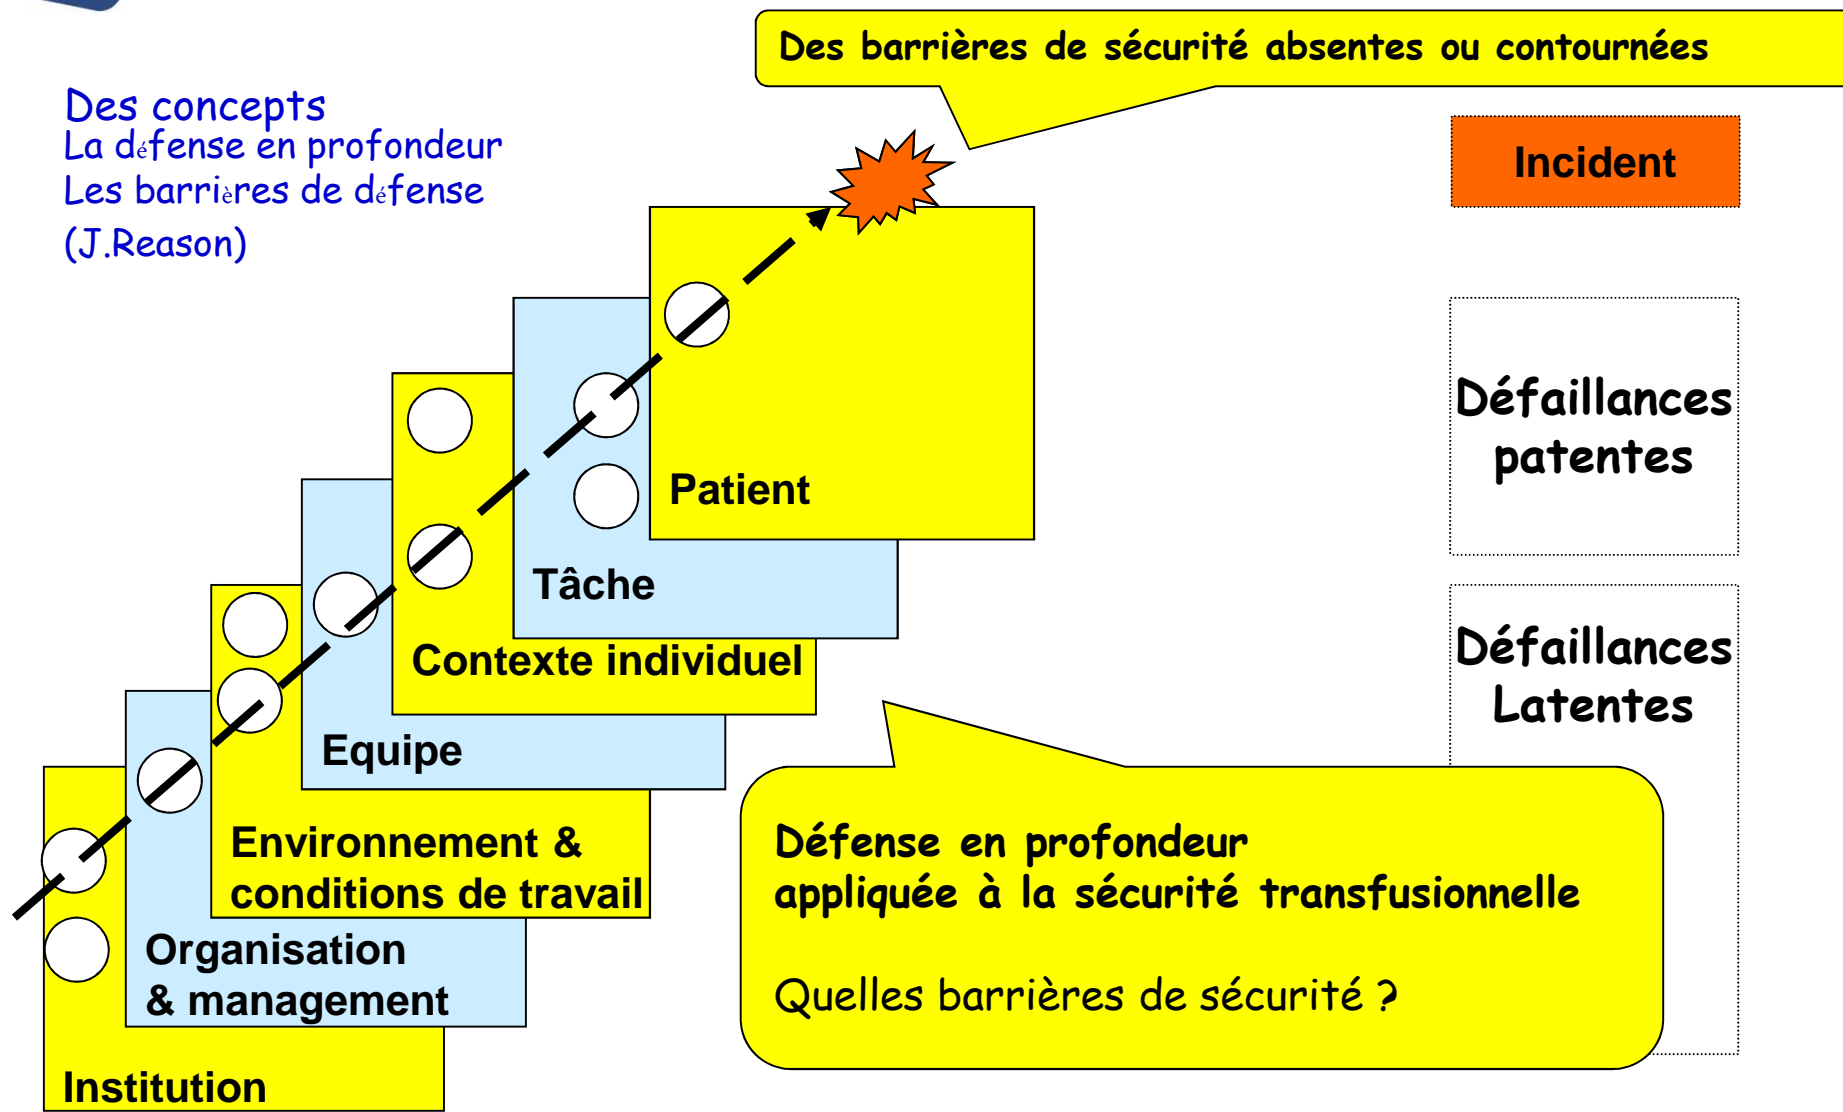 Des barrières de sécurité absentes ou contournées
Des concepts
La défense en profondeur
Les barrières de défense
(J.Reason)
Incident
Défaillances
patentes
Patient
Tâche
Défaillances
Latentes
Contexte individuel
Equipe
Environnement &
conditions de travail
Organisation
& management
Institution
Défense en profondeur
appliquée à la sécurité transfusionnelle
Quelles barrières de sécurité ?